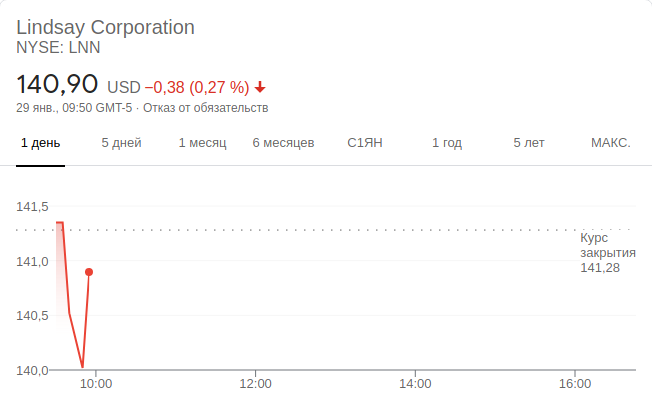 Lindsay Corporation
NYSE: LNN
140,90 USD −0,38 (0,27 %)
29 янв., 09:50 GMT-5 · Отказ от обязательств
1 день 5 дней 1 месяц 6 месяцев С1ЯН 1 год 5 лет МАКС.
141,5
Курс
закрытия
141,28
141,0
140,5
140,0
10:00 12:00 14:00 16:00